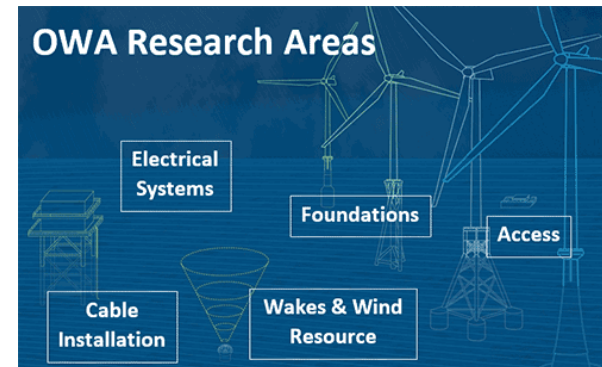 OWA Research Areas
Electrical
Systems
Foundations
Access
Cable
Installation
Wakes & Wind
Resource